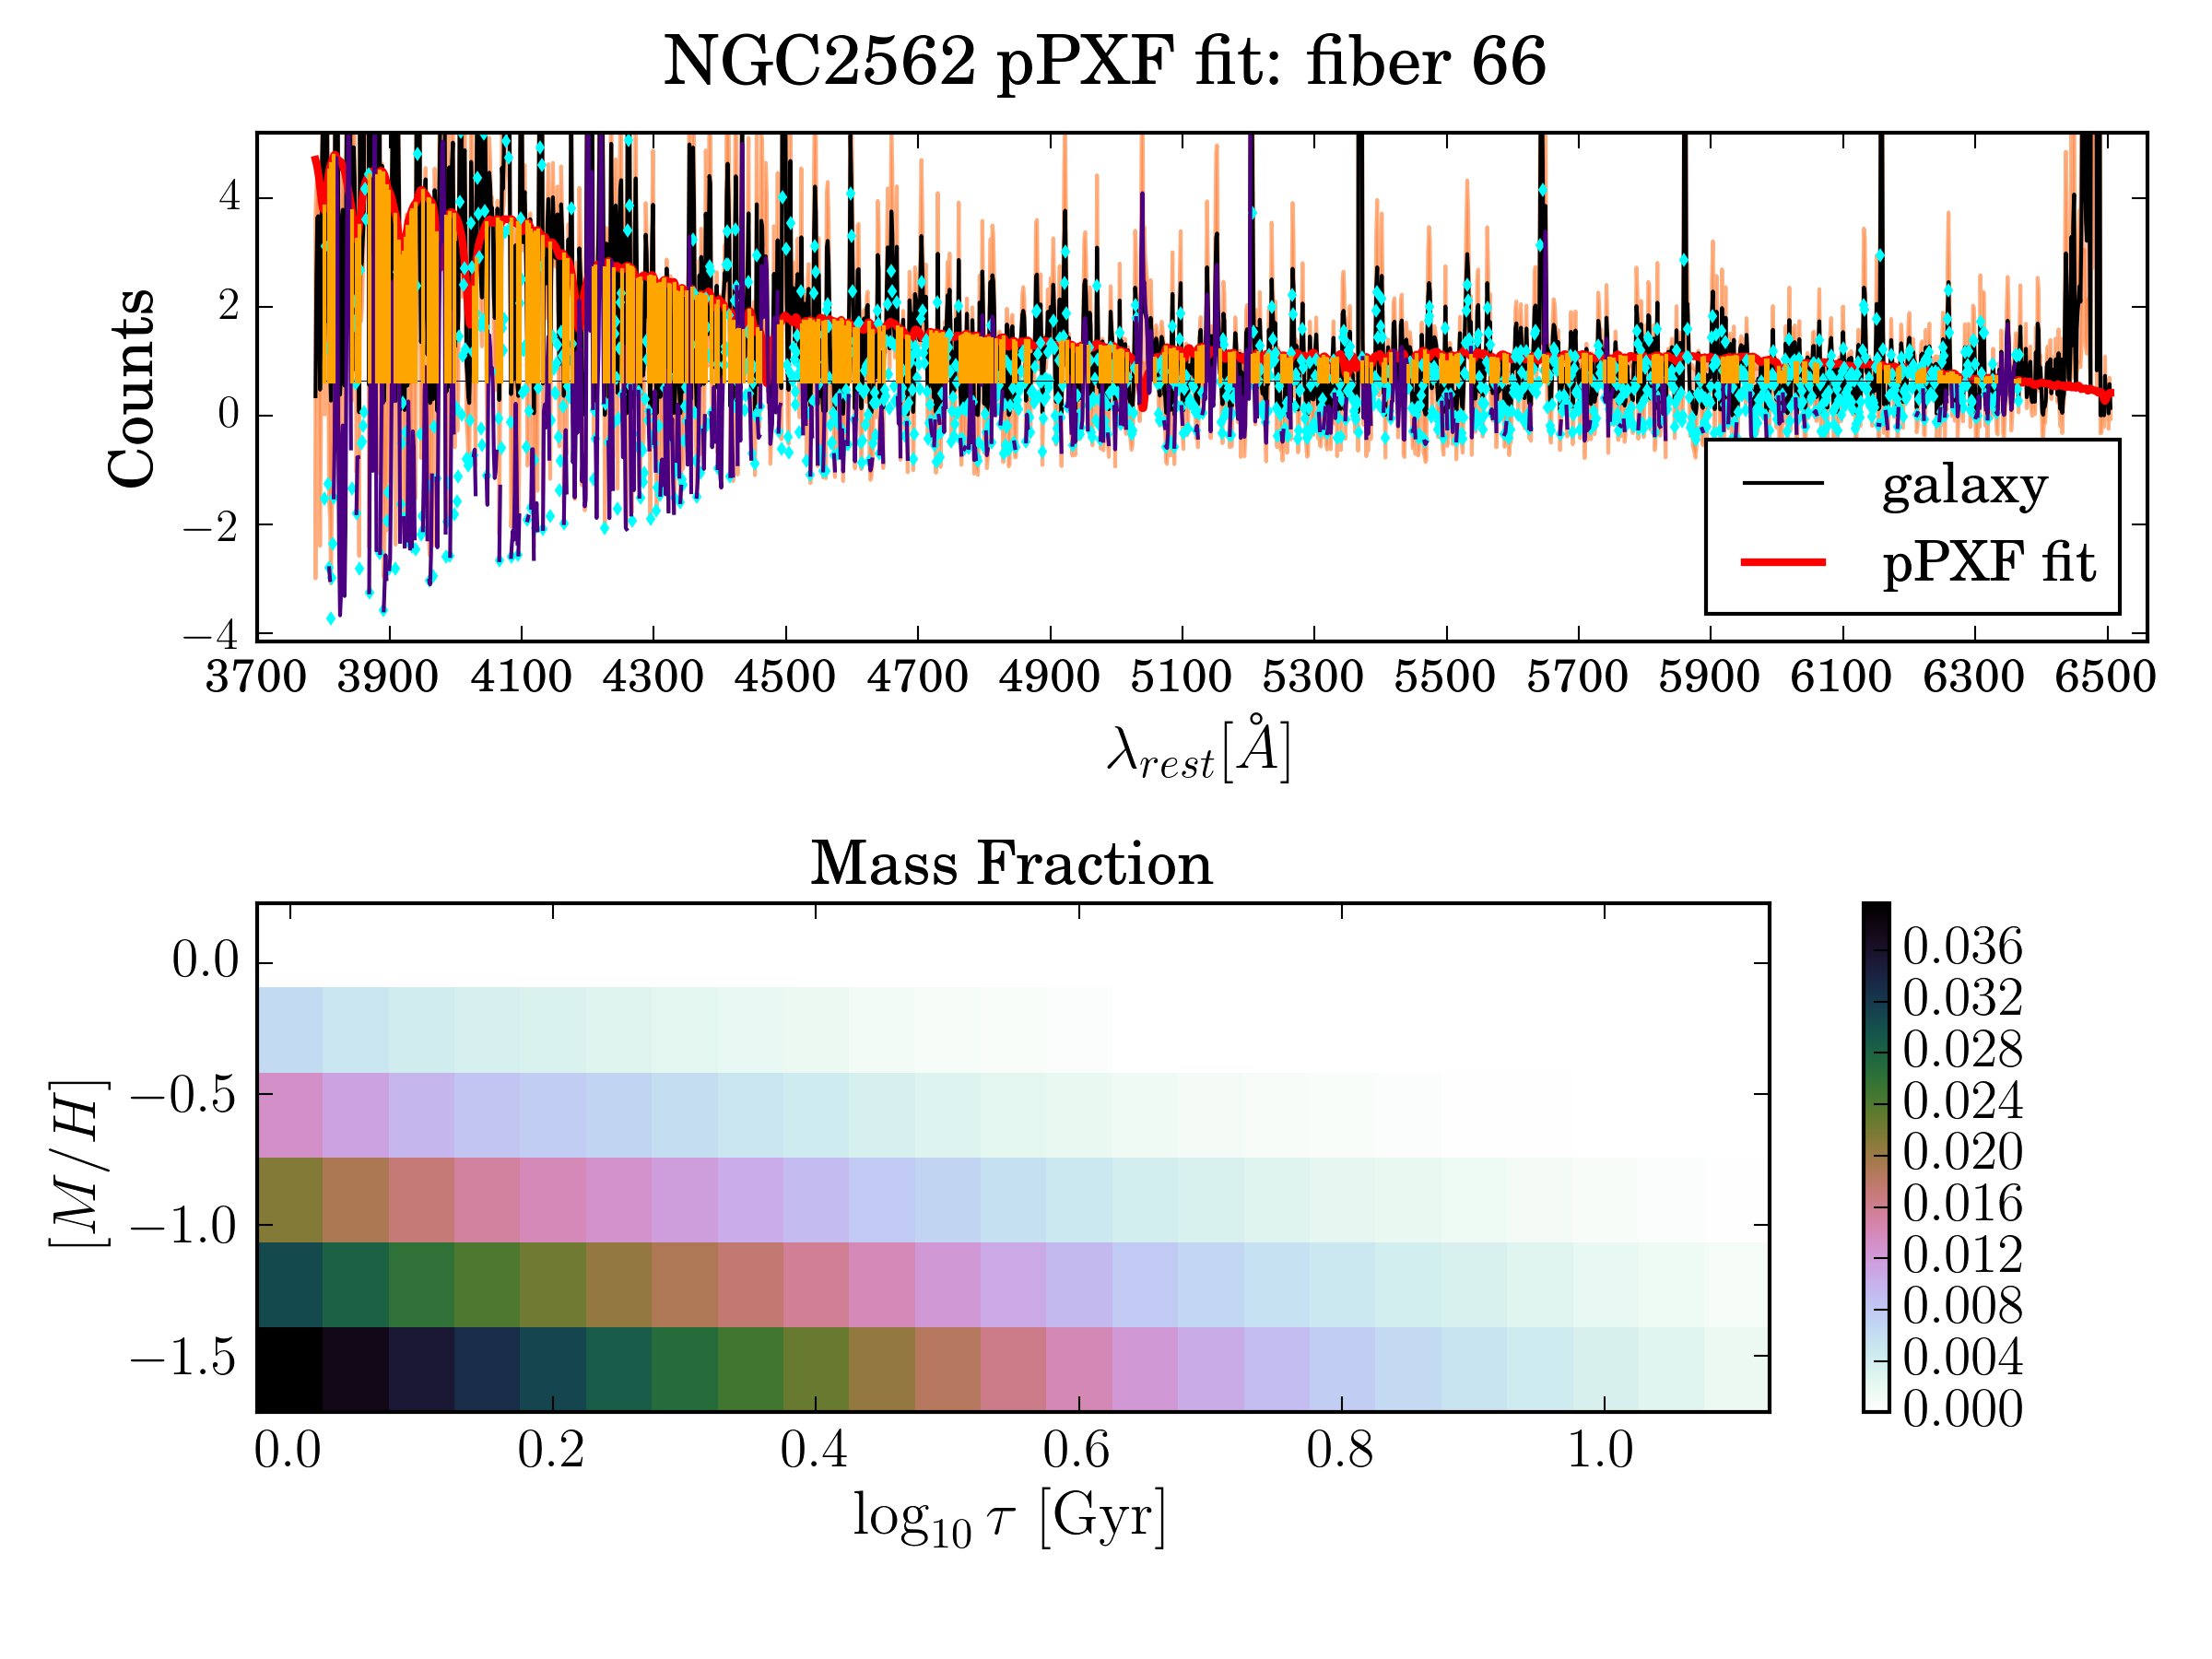 NGC2562 pPXF fit: fiber 66
Counts
4
2
0
−2
−4
galaxy
pPXF fit
3700 3900 4100 4300 4500 4700 4900 5100 5300 5500 5700 5900 6100 6300 6500
λrest[Å]
Mass Fraction
[M/H]
0.0
−0.5
−1.0
−1.5
0.0 0.2 0.4 0.6 0.8 1.0
log10 τ [Gyr]
0.036
0.032
0.028
0.024
0.020
0.016
0.012
0.008
0.004
0.000